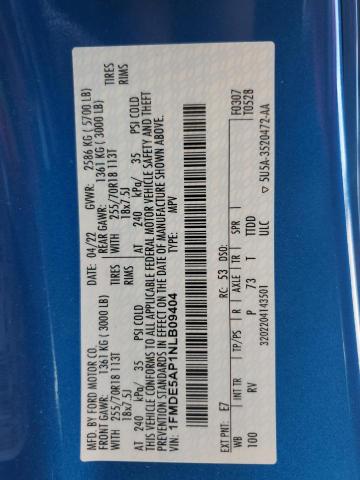 MFD. BY FORD MOTOR CO. 04/22 GVWR: 2586 KG ( 5700 LB)
FRONT GAWR: 1361 KG ( 3000 LB) REAR GAWR: 1361 KG ( 3000 LB)
WITH 255/70R18 113T TIRES WITH 255/70R18 113T TIRES
18x7.5J RIMS 18x7.5J RIMS
AT 240 kPa/ 35 PSI COLD AT 240 kPa/ 35 PSI COLD
THIS VEHICLE CONFORMS TO ALL APPLICABLE FEDERAL MOTOR VEHICLE SAFETY AND THEFT
PREVENTION STANDARDS IN EFFECT ON THE DATE OF MANUFACTURE SHOWN ABOVE.
VIN: 1FMDE5AP1NLB09404 TYPE: MPV
F0307
T0528
EXT PNT: E7 RC: 53 DSO:
WB INT TR TP/PS R AXLE TR SPR
100 RV P 73 T TTDD
ULC ▽ 5U5A-3520472-AA
3202204143501